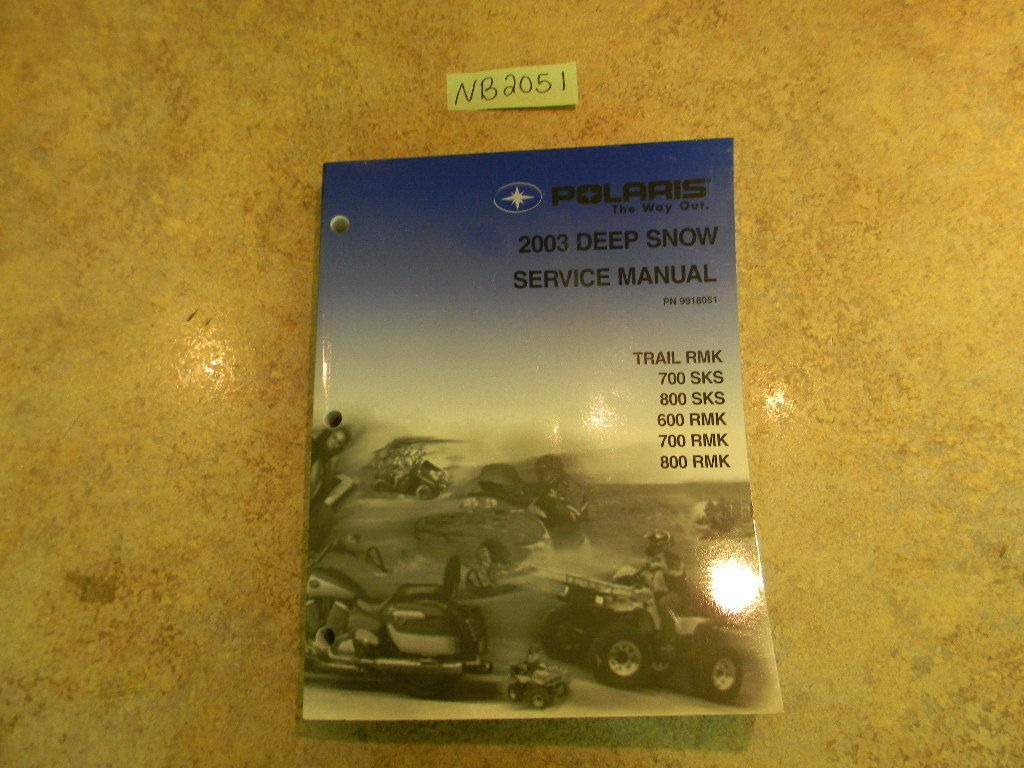 NB2051
POLARIS
The Way Out.
2003 DEEP SNOW
SERVICE MANUAL
PN 9918051
TRAIL RMK
700 SKS
800 SKS
600 RMK
700 RMK
800 RMK